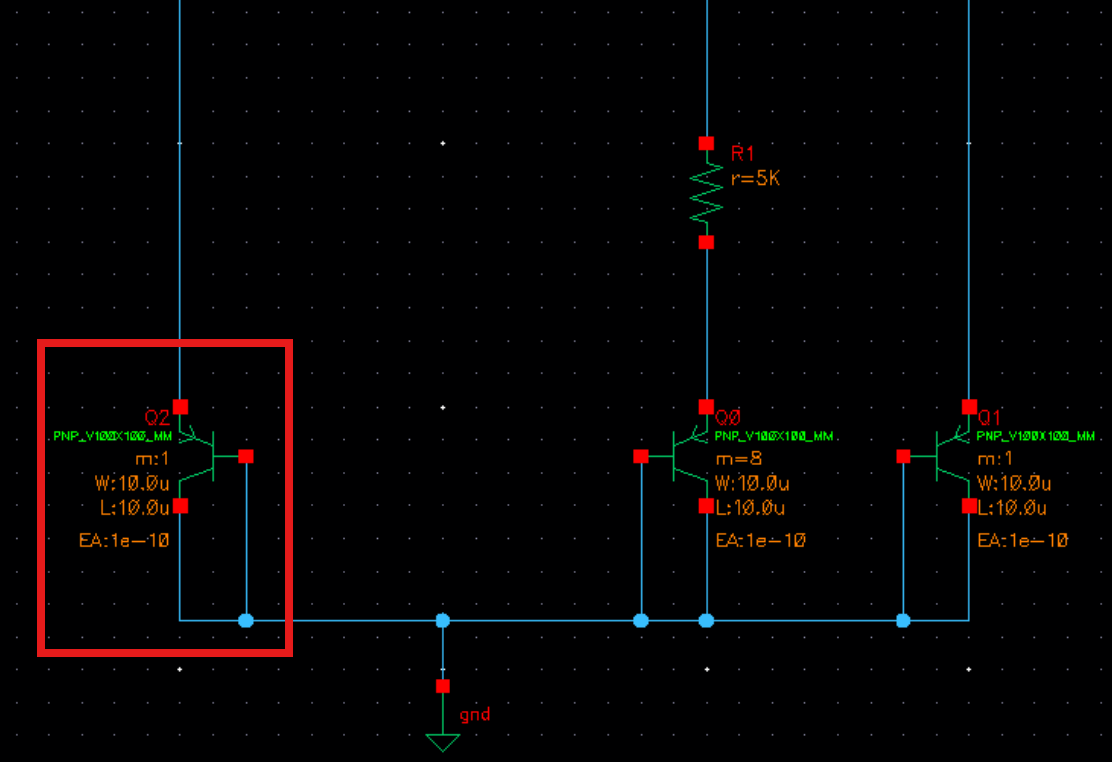 R1
r=5K
Q2
PNP_V100X100_MM
m:1
W:10.0u
L:10.0u
EA:1e-10
Q0
PNP_V100X100_MM
m=8
W:10.0u
L:10.0u
EA:1e-10
Q1
PNP_V100X100_MM
m:1
W:10.0u
L:10.0u
EA:1e-10
gnd